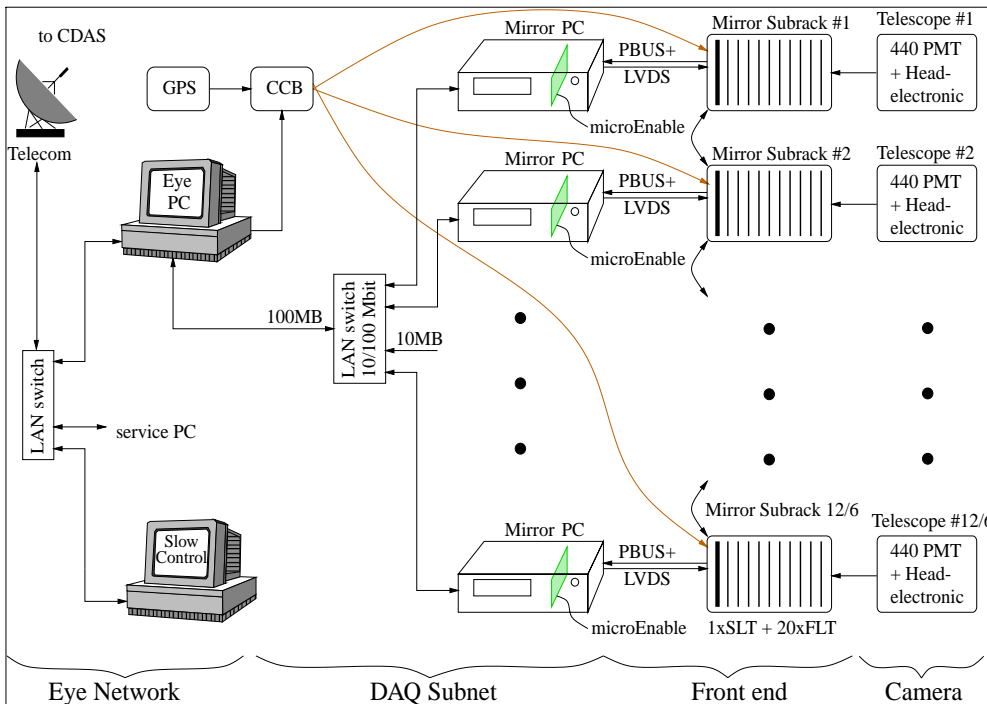 to CDAS
Telecom
GPS
CCB
Eye
PC
100MB
LAN switch
LAN switch
10/100 Mbit
10MB
service PC
Slow
Control
Mirror PC
PBUS+
LVDS
microEnable
Mirror Subrack #1
Telescope #1
440 PMT
+ Head-
electronic
Mirror PC
PBUS+
LVDS
microEnable
Mirror Subrack #2
Telescope #2
440 PMT
+ Head-
electronic
Mirror PC
PBUS+
LVDS
microEnable
Mirror Subrack 12/6
1xSLT + 20xFLT
Telescope #12/6
440 PMT
+ Head-
electronic
Eye Network
DAQ Subnet
Front end
Camera